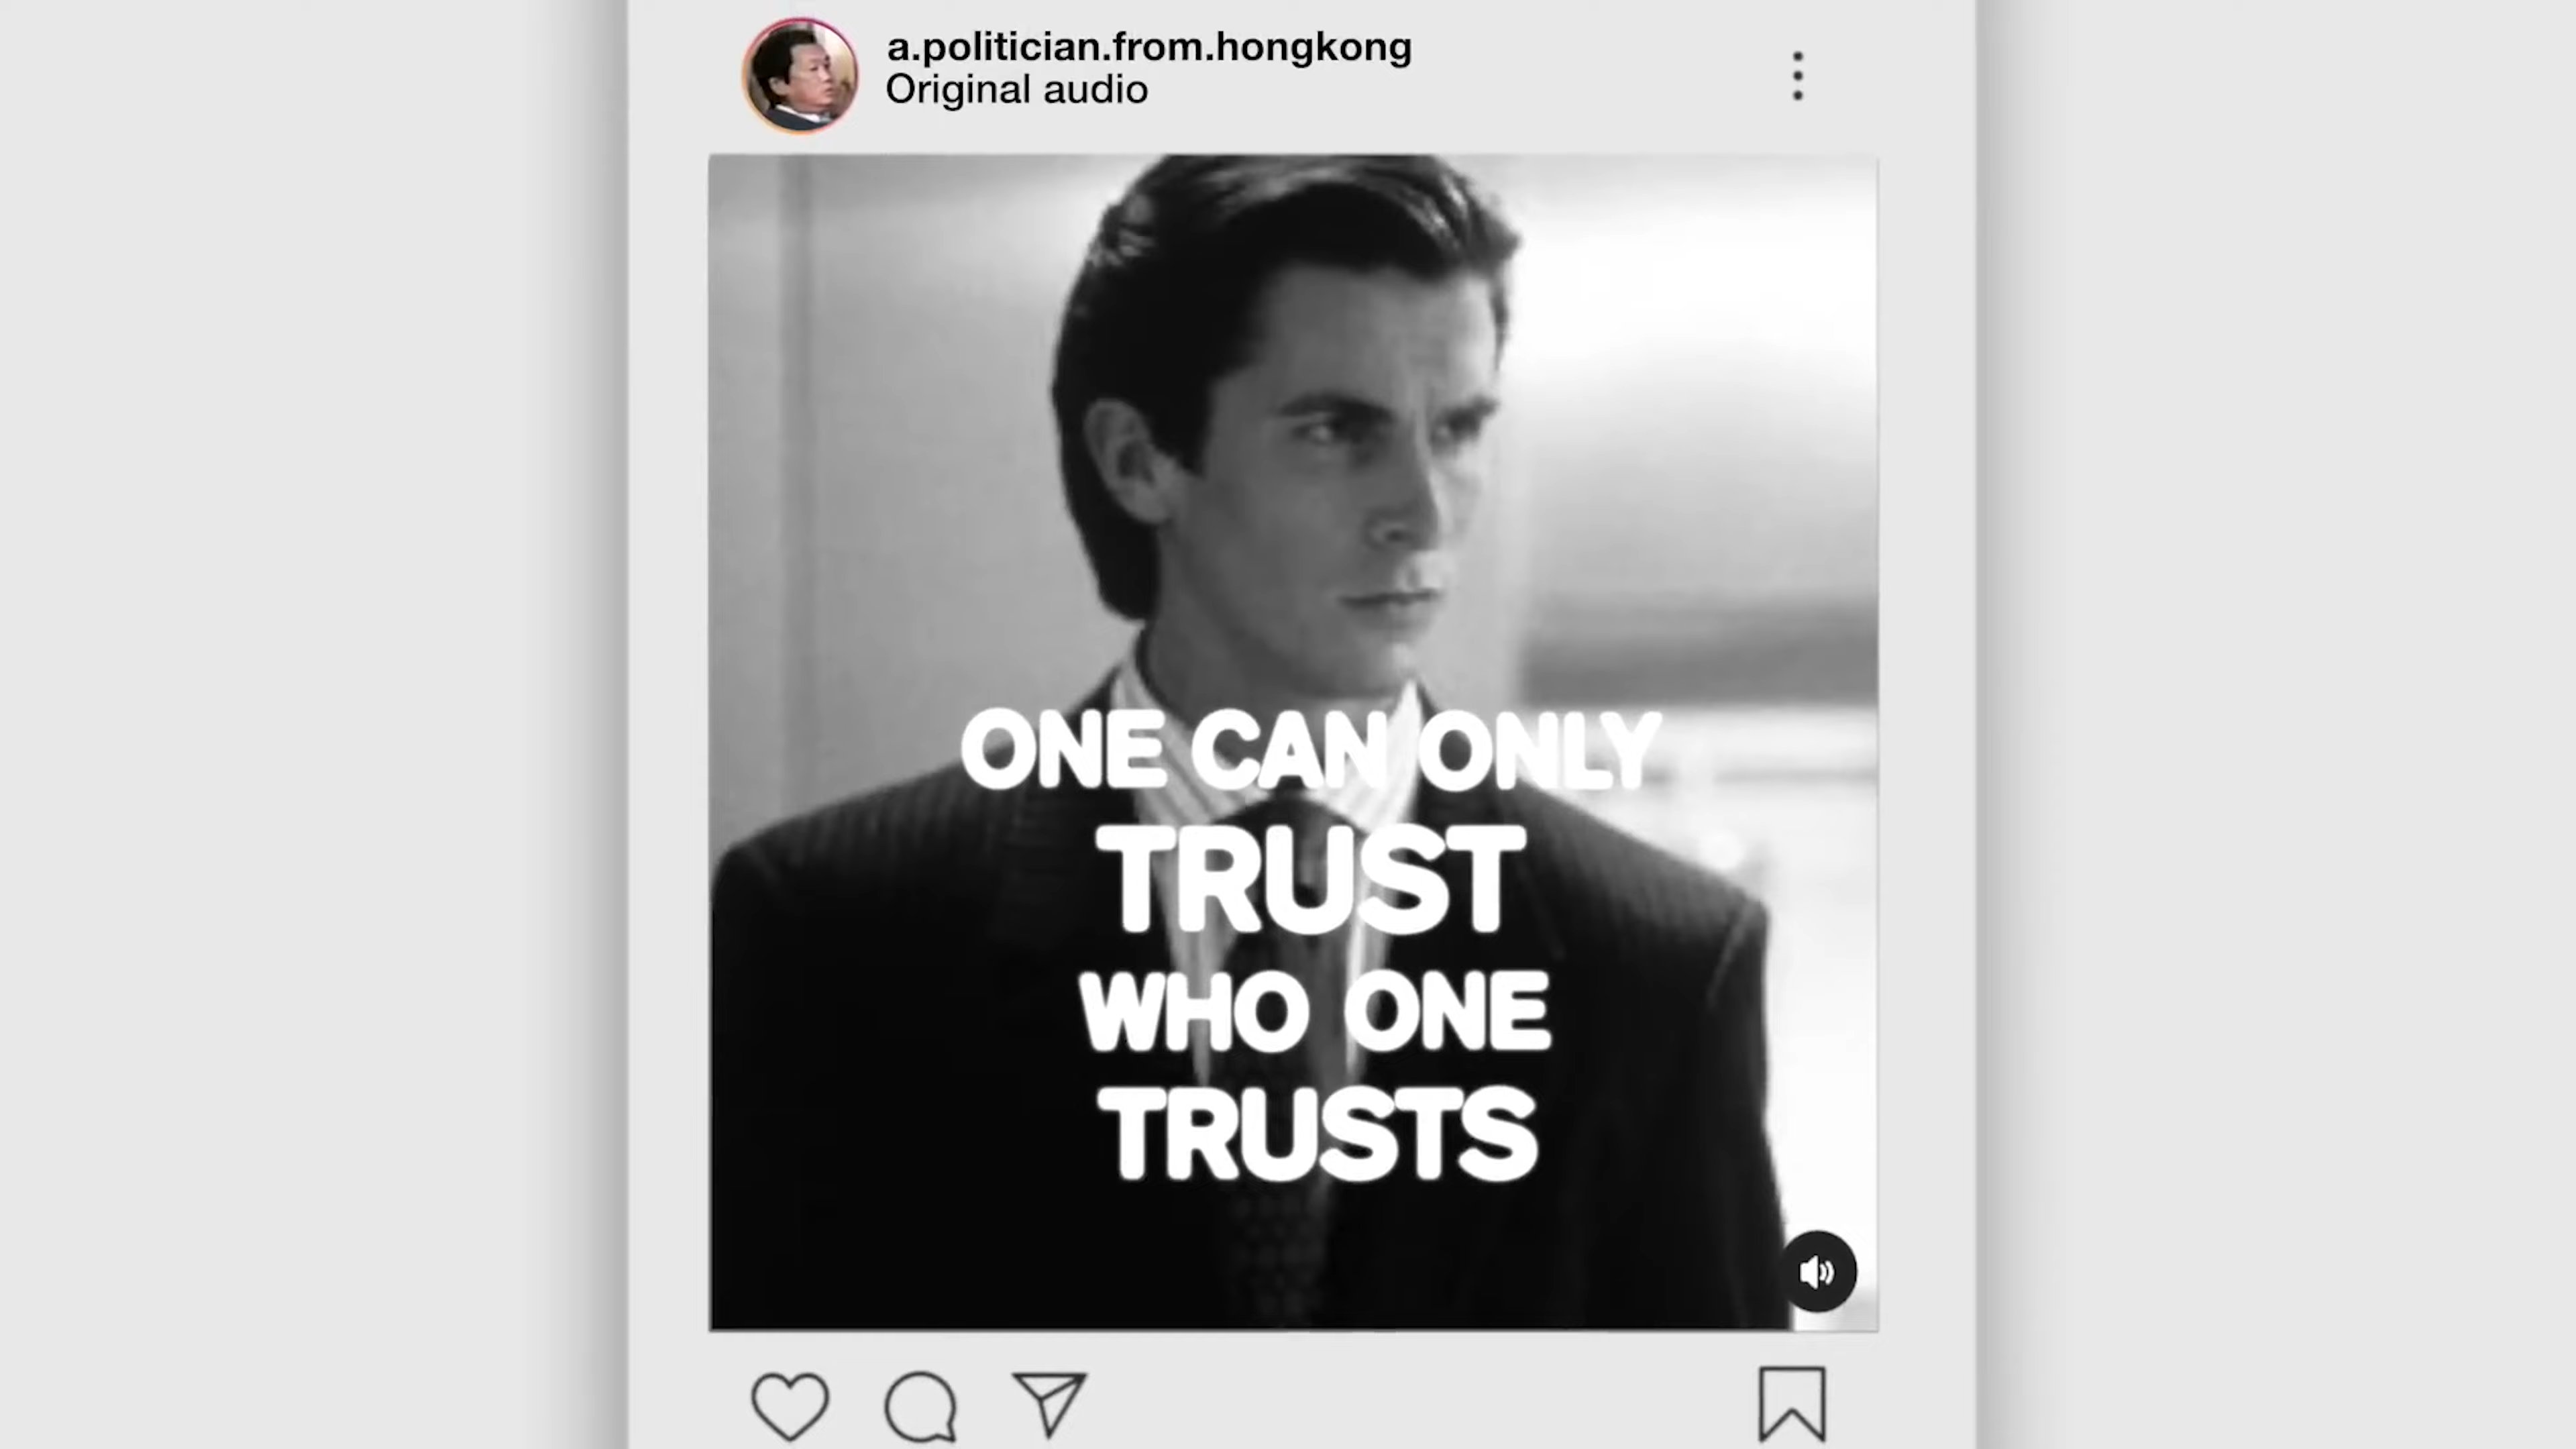 a.politician.from.hongkong
Original audio
ONE CAN ONLY
TRUST
WHO ONE
TRUSTS